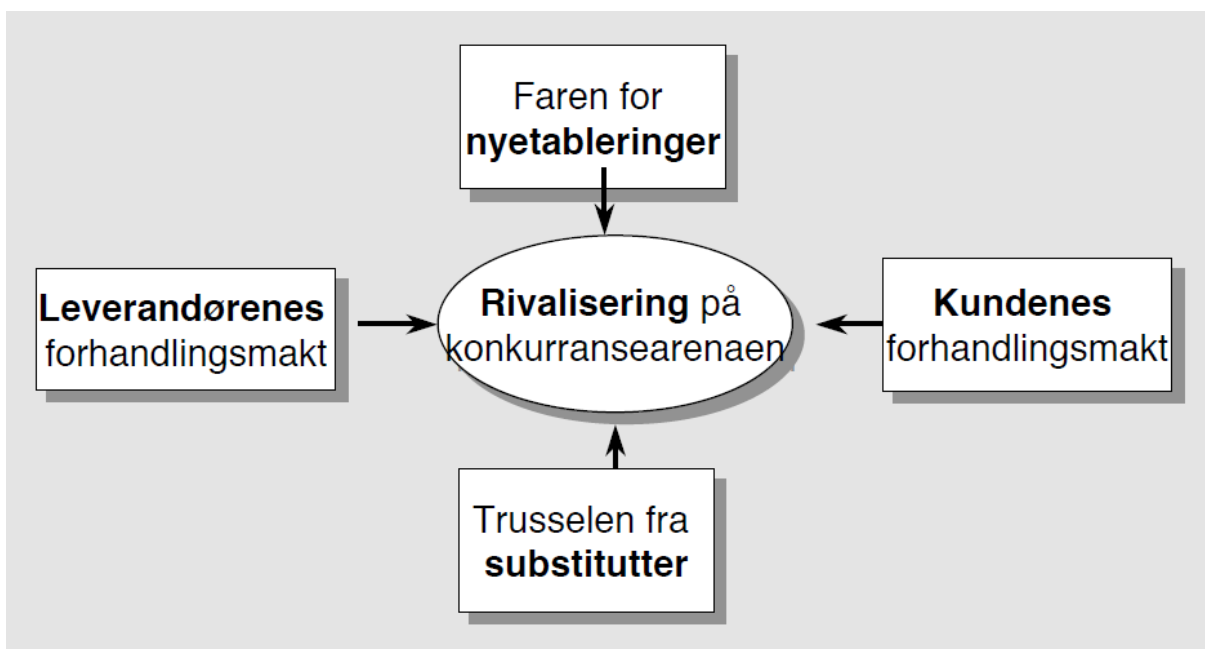 Faren for
nyetableringer
Leverandørenes
forhandlingsmakt
Rivalisering på
konkurransearenaen
Kundenes
forhandlingsmakt
Trusselen fra
substitutter